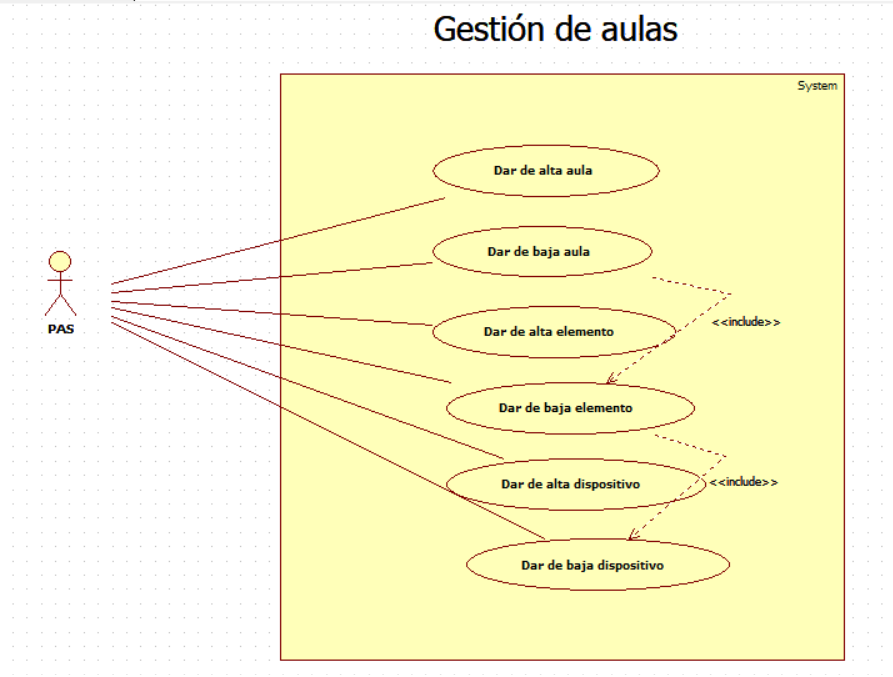 Gestión de aulas
System
Dar de alta aula
Dar de baja aula
Dar de alta elemento
<<include>>
PAS
Dar de baja elemento
Dar de alta dispositivo
<<include>>
Dar de baja dispositivo